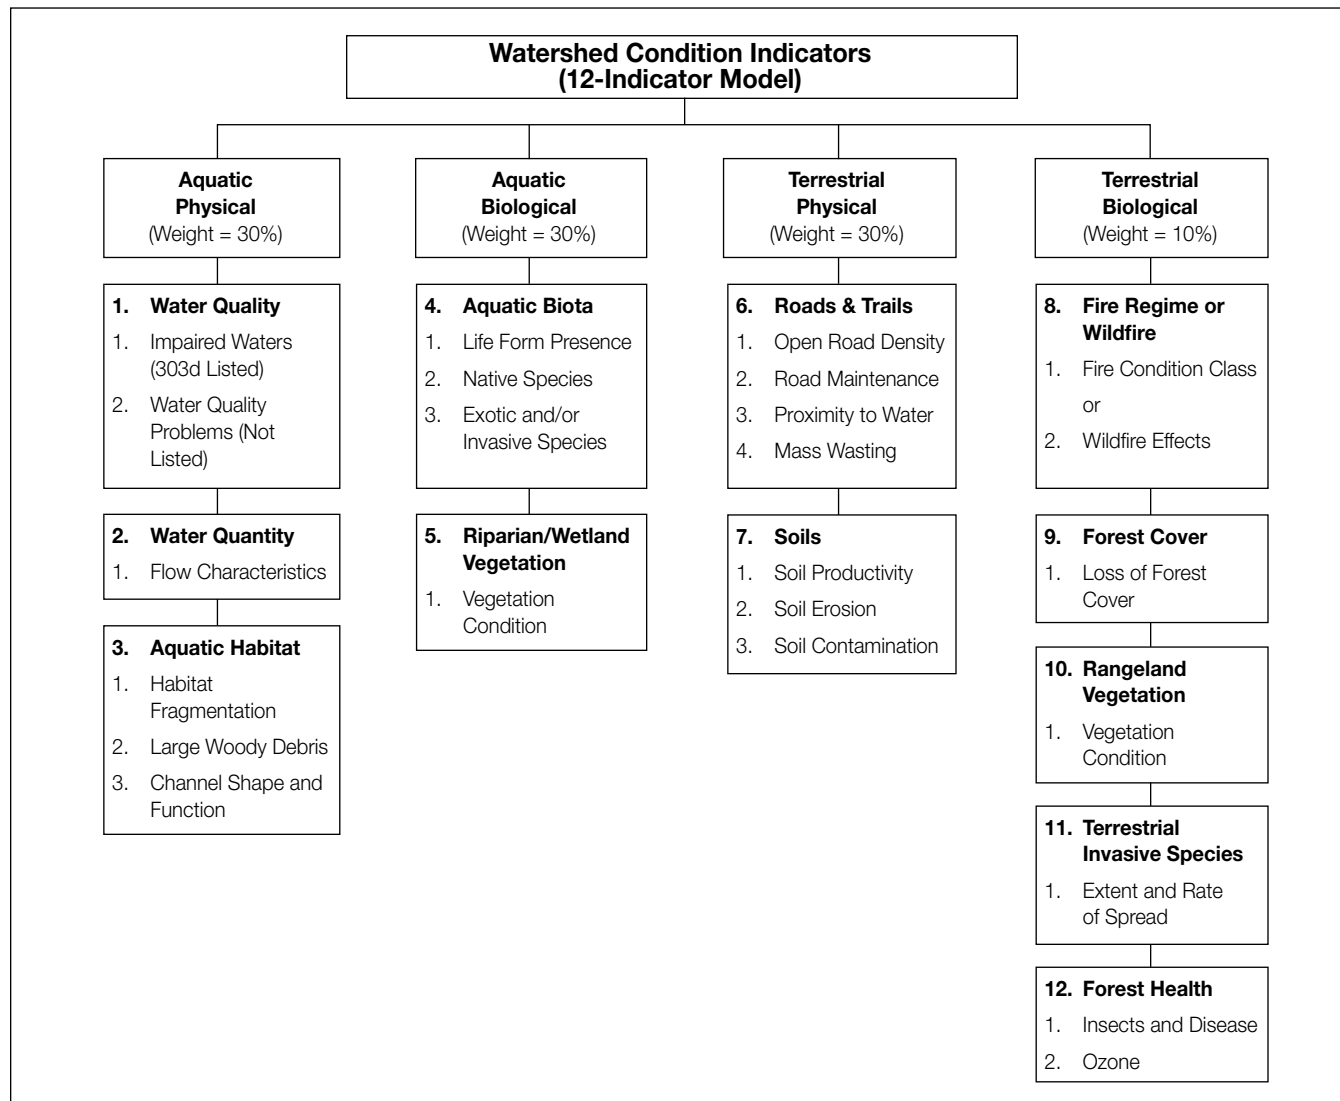 Watershed Condition Indicators
(12-Indicator Model)
Aquatic
Physical
(Weight = 30%)
1. Water Quality
1. Impaired Waters
(303d Listed)
2. Water Quality
Problems (Not
Listed)
2. Water Quantity
1. Flow Characteristics
3. Aquatic Habitat
1. Habitat
Fragmentation
2. Large Woody Debris
3. Channel Shape and
Function
Aquatic
Biological
(Weight = 30%)
4. Aquatic Biota
1. Life Form Presence
2. Native Species
3. Exotic and/or
Invasive Species
5. Riparian/Wetland
Vegetation
1. Vegetation
Condition
Terrestrial
Physical
(Weight = 30%)
6. Roads & Trails
1. Open Road Density
2. Road Maintenance
3. Proximity to Water
4. Mass Wasting
7. Soils
1. Soil Productivity
2. Soil Erosion
3. Soil Contamination
Terrestrial
Biological
(Weight = 10%)
8. Fire Regime or
Wildfire
1. Fire Condition Class
or
2. Wildfire Effects
9. Forest Cover
1. Loss of Forest
Cover
10. Rangeland
Vegetation
1. Vegetation
Condition
11. Terrestrial
Invasive Species
1. Extent and Rate
of Spread
12. Forest Health
1. Insects and Disease
2. Ozone